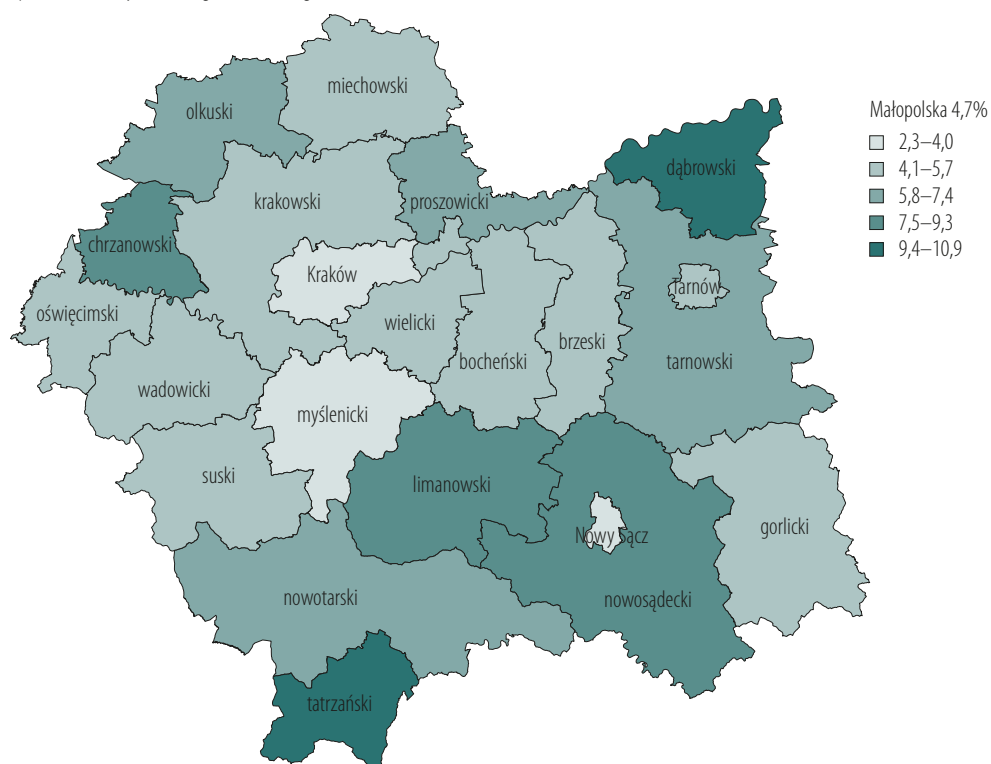 miechowski
olkuski
Małopolska 4,7%
2,3–4,0
4,1–5,7
5,8–7,4
7,5–9,3
9,4–10,9
dąbrowski
krakowski
proszowicki
chrzanowski
Kraków
Tarnów
oświęcimski
wielicki
brzeski
bocheński
tarnowski
wadowicki
myślenicki
suski
limanowski
gorlicki
Nowy Sącz
nowotarski
nowosądecki
tatrzański